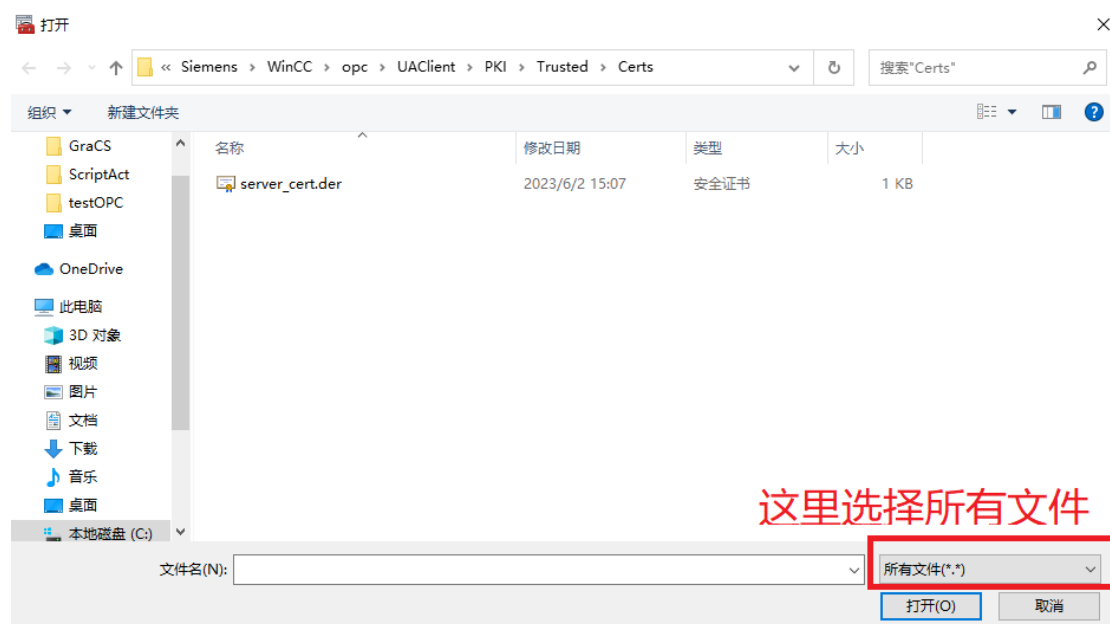 打开
« Siemens > WinCC > opc > UAClient > PKI > Trusted > Certs
搜索"Certs"
组织 新建文件夹
名称 修改日期 类型 大小
server_cert.der 2023/6/2 15:07 安全证书 1 KB
GraCS
ScriptAct
testOPC
桌面
OneDrive
此电脑
3D 对象
视频
图片
文档
下载
音乐
桌面
本地磁盘 (C:)
这里选择所有文件
文件名(N): 所有文件(*.*)
打开(O) 取消